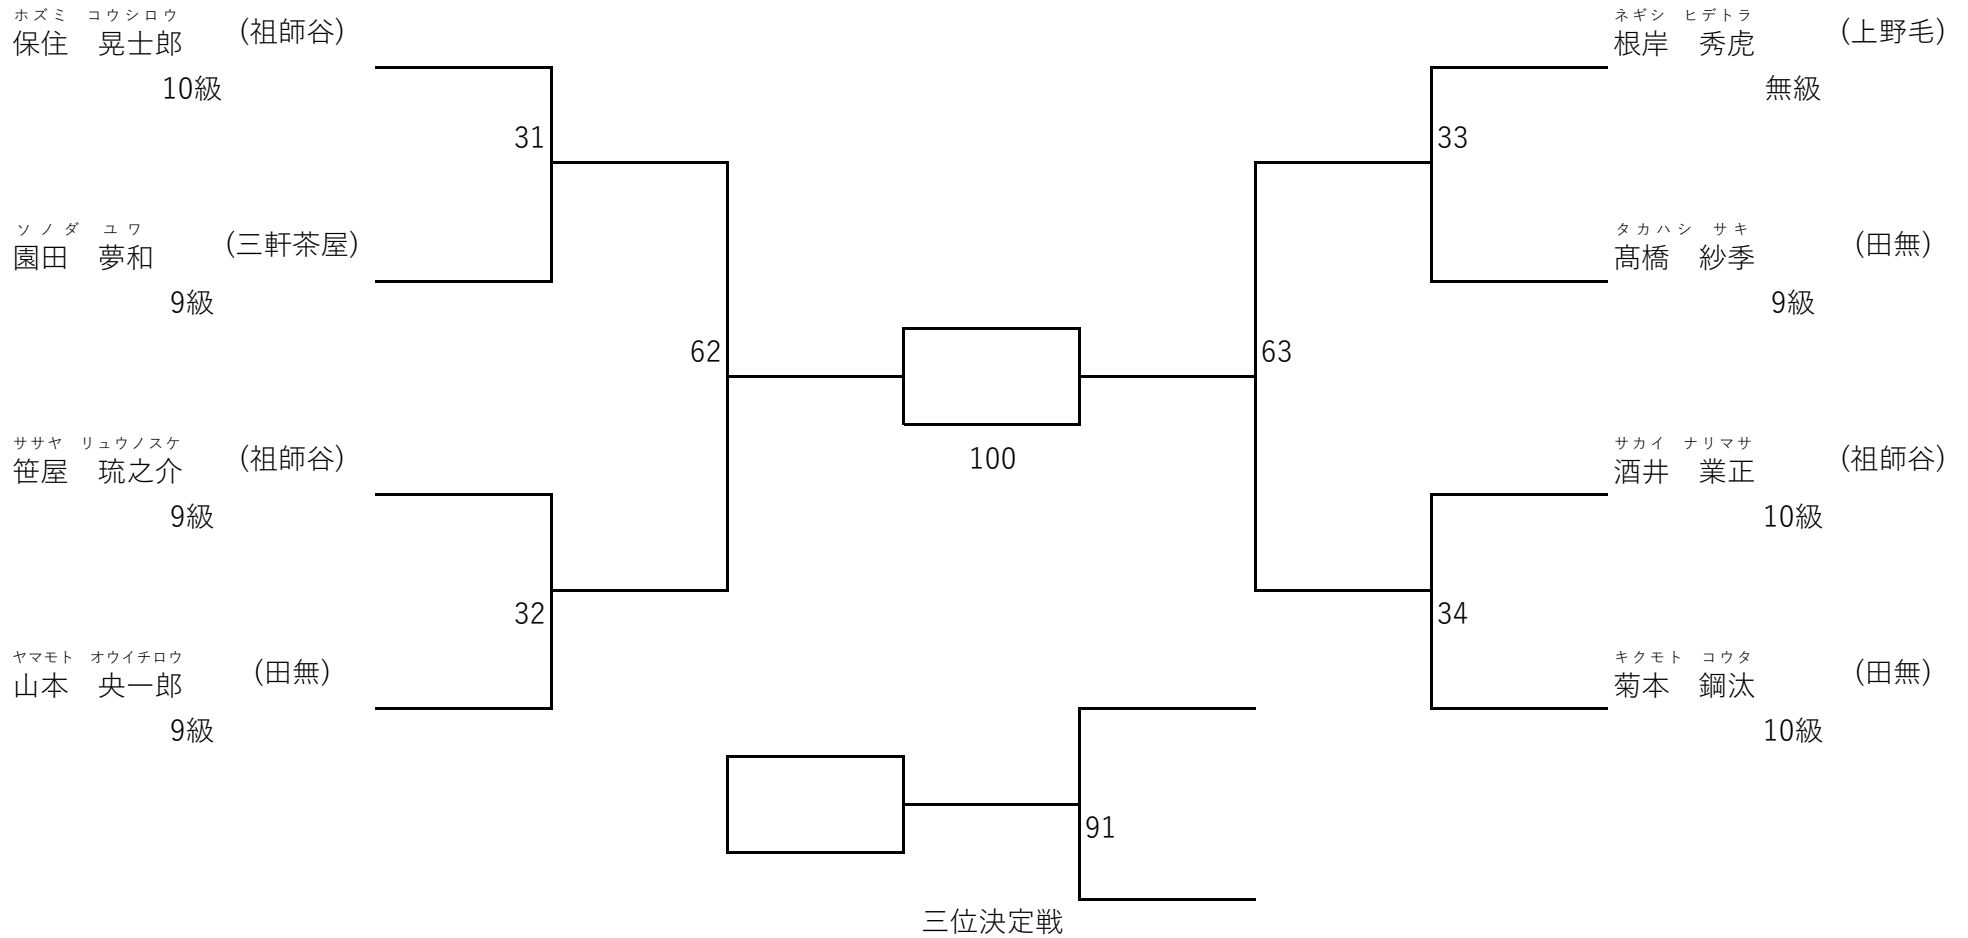 ホズミ　コウシロウ
保住　晃士郎　(祖師谷)
10級
31
ソノダ　ユワ
園田　夢和　(三軒茶屋)
9級
62
ササヤ　リュウノスケ
笹屋　琉之介　(祖師谷)
9級
32
ヤマモト　オウイチロウ
山本　央一郎　(田無)
9級
100
ネギシ　ヒデトラ
根岸　秀虎　(上野毛)
無級
33
タカハシ　サキ
髙橋　紗季　(田無)
9級
63
サカイ　ナリマサ
酒井　業正　(祖師谷)
10級
34
キクモト　コウタ
菊本　鋼汰　(田無)
10級
91
三位決定戦